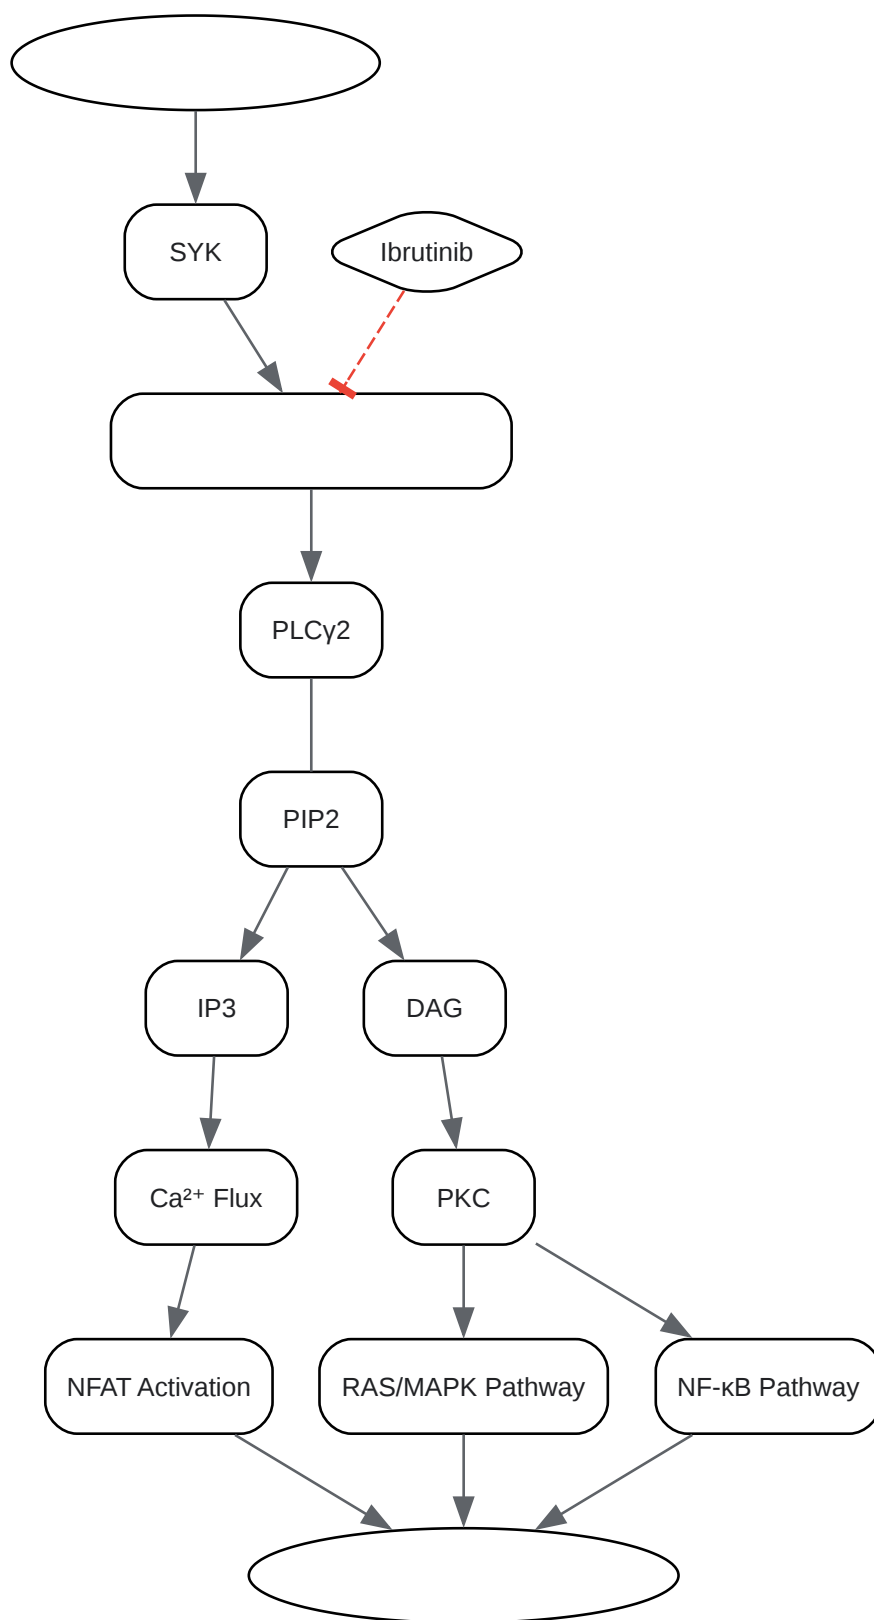 SYK
Ibrutinib
PLCγ2
PIP2
IP3
DAG
Ca²⁺ Flux
PKC
NFAT Activation
RAS/MAPK Pathway
NF-κB Pathway